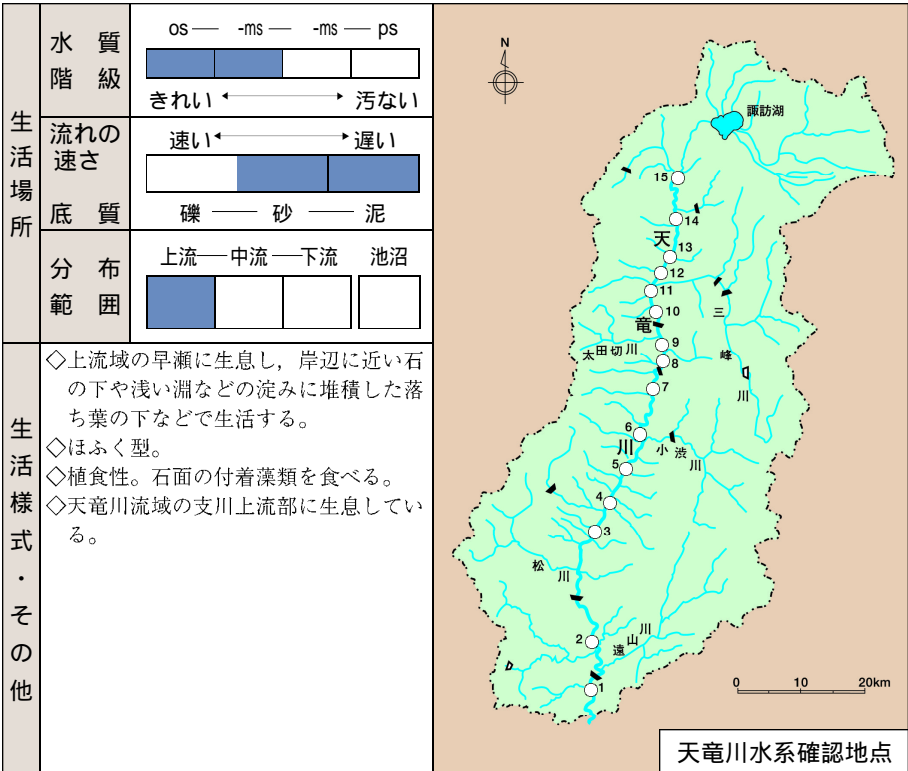 生活場所
水質階級
os — -ms — -ms — ps
きれい ←→ 汚ない
流れの速さ
速い ←→ 遅い
底質
礫 — 砂 — 泥
分布範囲
上流—中流—下流 池沼
生活様式・その他
◇上流域の早瀬に生息し，岸辺に近い石
の下や浅い淵などの淀みに堆積した落
ち葉の下などで生活する。
◇ほふく型。
◇植食性。石面の付着藻類を食べる。
◇天竜川流域の支川上流部に生息してい
る。
N
諏訪湖
15
14
天
13
12
11
10
三
竜
9
太田切川
8
峰
7
川
6
川
小渋川
5
4
3
松川
2
遠山川
1
0 10 20km
天竜川水系確認地点